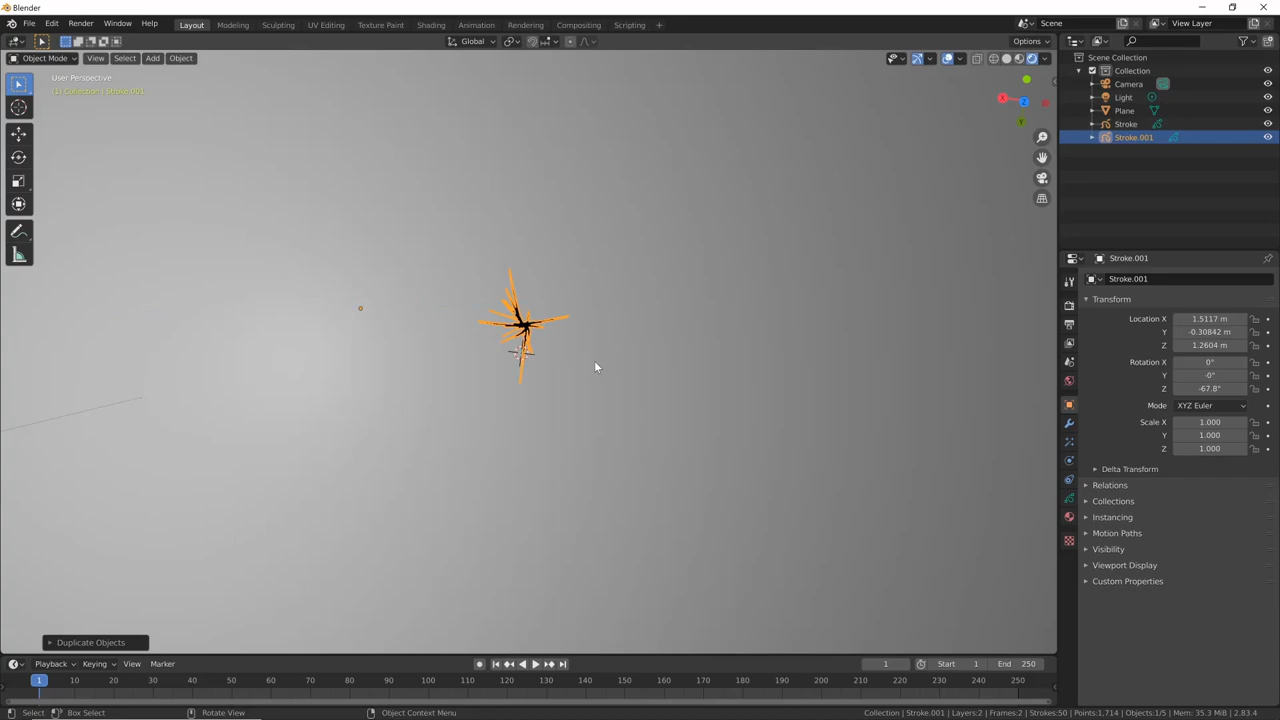 Blender
File Edit Render Window Help Layout Modeling Sculpting UV Editing Texture Paint Shading Animation Rendering Compositing Scripting + Scene View Layer
Global Options
Object Mode View Select Add Object
User Perspective
(1) Collection | Stroke.001
X
Z
Y
Scene Collection
Collection
Camera
Light
Plane
Stroke
Stroke.001
Stroke.001
Stroke.001
Transform
Location X 1.5117 m
Y -0.30842 m
Z 1.2604 m
Rotation X 0°
Y -0°
Z -67.8°
Mode XYZ Euler
Scale X 1.000
Y 1.000
Z 1.000
Delta Transform
Relations
Collections
Instancing
Motion Paths
Visibility
Viewport Display
Custom Properties
Duplicate Objects
Playback Keying View Marker 1 Start 1 End 250
1 10 20 30 40 50 60 70 80 90 100 110 120 130 140 150 160 170 180 190 200 210 220 230 240 250
Select Box Select Rotate View Object Context Menu Collection | Stroke.001 | Layers:2 | Frames:2 | Strokes:50 | Points:1,714 | Objects:1/5 | Mem: 35.3 MiB | 2.83.4